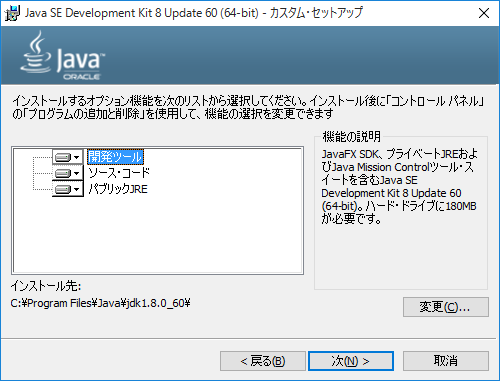 Java SE Development Kit 8 Update 60 (64-bit) - カスタム・セットアップ
Java
ORACLE
インストールするオプション機能を次のリストから選択してください。インストール後に「コントロール パネル」
の「プログラムの追加と削除」を使用して、機能の選択を変更できます
開発ツール
ソース・コード
パブリックJRE
機能の説明
JavaFX SDK、プライベートJREおよ
びJava Mission Controlツール・ス
イートを含むJava SE
Development Kit 8 Update 60
(64-bit)。ハード・ドライブに180MB
が必要です。
インストール先:
C:¥Program Files¥Java¥jdk1.8.0_60¥
変更(C)...
< 戻る(B)
次(N) >
取消